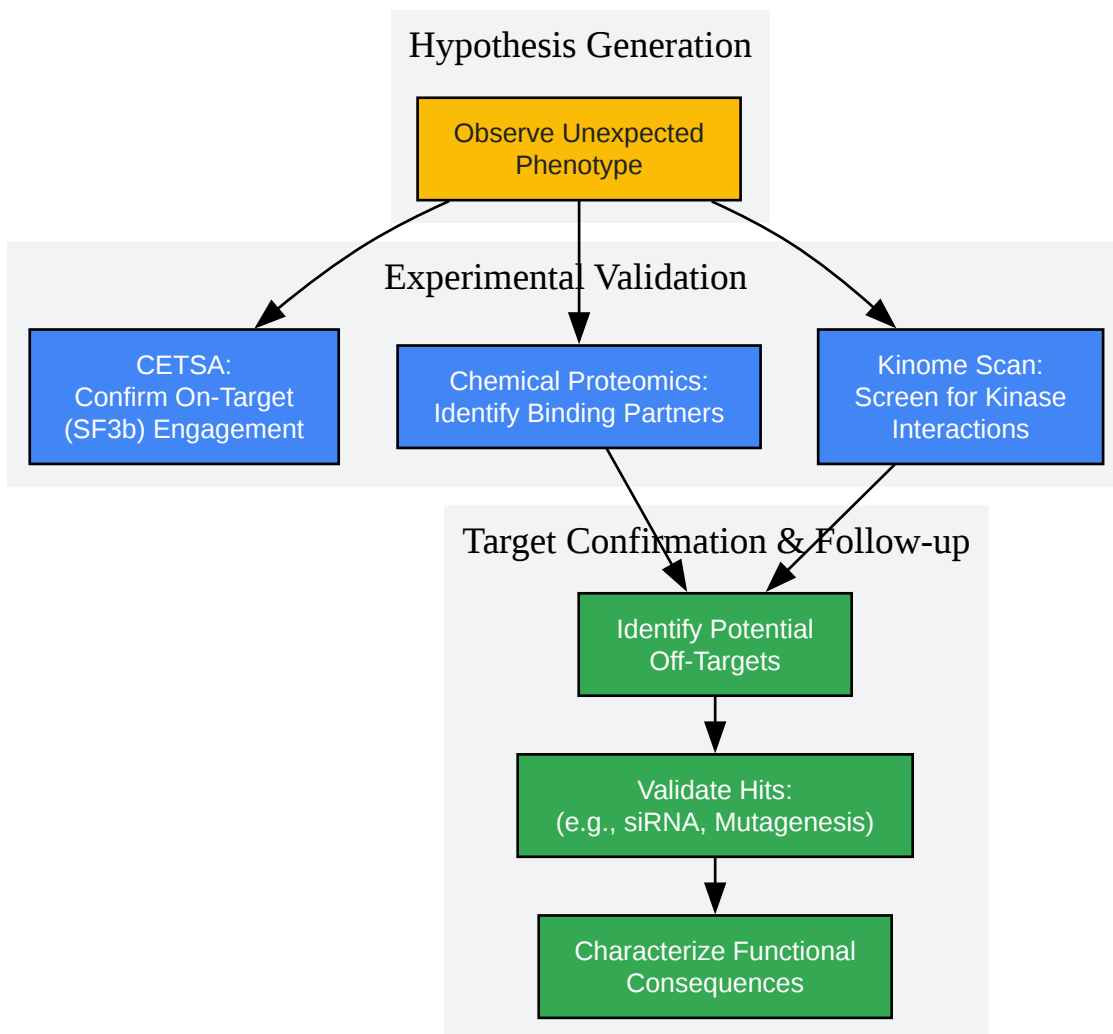 Hypothesis Generation
Observe Unexpected
Phenotype
Experimental Validation
CETSA:
Confirm On-Target
(SF3b) Engagement
Chemical Proteomics:
Identify Binding Partners
Kinome Scan:
Screen for Kinase
Interactions
Target Confirmation & Follow-up
Identify Potential
Off-Targets
Validate Hits:
(e.g., siRNA, Mutagenesis)
Characterize Functional
Consequences